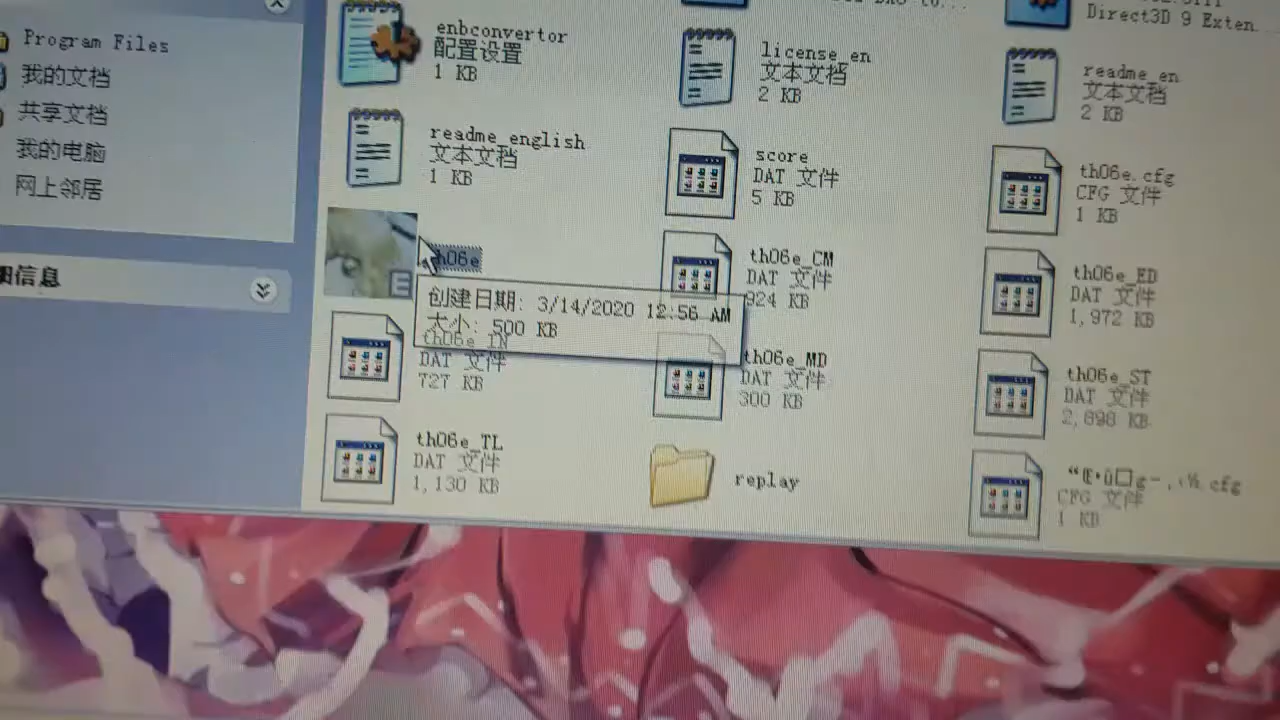 Program Files
我的文档
共享文档
我的电脑
网上邻居
细信息
enbconvertor
配置设置
1 KB
license_en
文本文档
2 KB
Direct3D 9 Exten...
readme_en
文本文档
2 KB
readme_english
文本文档
1 KB
score
DAT 文件
5 KB
th06e.cfg
CFG 文件
1 KB
th06e
th06e_CM
DAT 文件
924 KB
th06e_ED
DAT 文件
1,972 KB
创建日期: 3/14/2020 12:56 AM
大小: 500 KB
th06e_IN
DAT 文件
727 KB
th06e_MD
DAT 文件
300 KB
th06e_ST
DAT 文件
2,898 KB
th06e_TL
DAT 文件
1,130 KB
replay
CFG 文件
1 KB